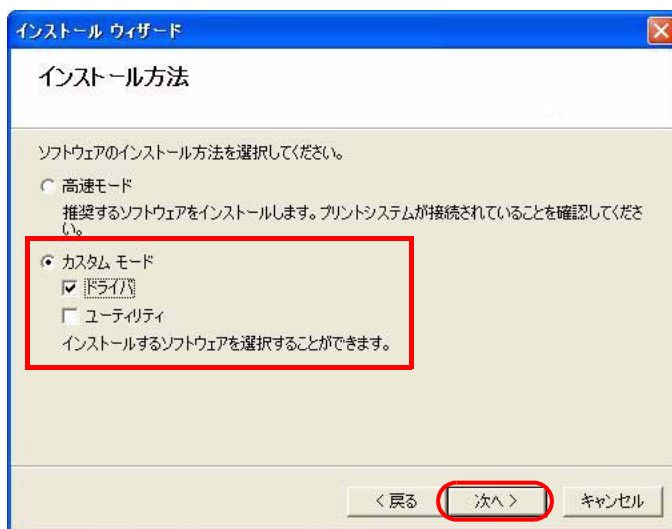 インストール ウィザード
インストール方法
ソフトウェアのインストール方法を選択してください。
高速モード
推奨するソフトウェアをインストールします。プリントシステムが接続されていることを確認してくださ
い。
カスタム モード
ドライバ
ユーティリティ
インストールするソフトウェアを選択することができます。
< 戻る 次へ > キャンセル